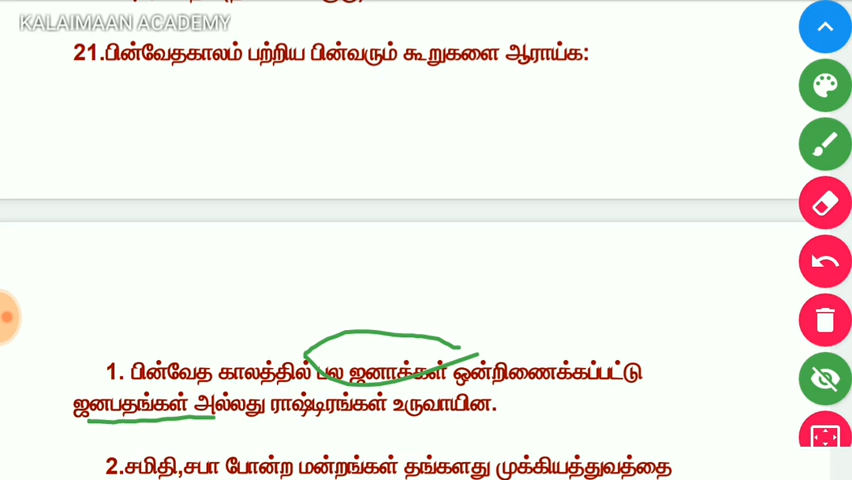 KALAIMAAN ACADEMY
21.பின்வேதகாலம் பற்றிய பின்வரும் கூறுகளை ஆராய்க:
1. பின்வேத காலத்தில் பல ஜனாக்கள் ஒன்றிணைக்கப்பட்டு
ஜனபதங்கள் அல்லது ராஷ்டிரங்கள் உருவாயின.
2.சமிதி,சபா போன்ற மன்றங்கள் தங்களது முக்கியத்துவத்தை